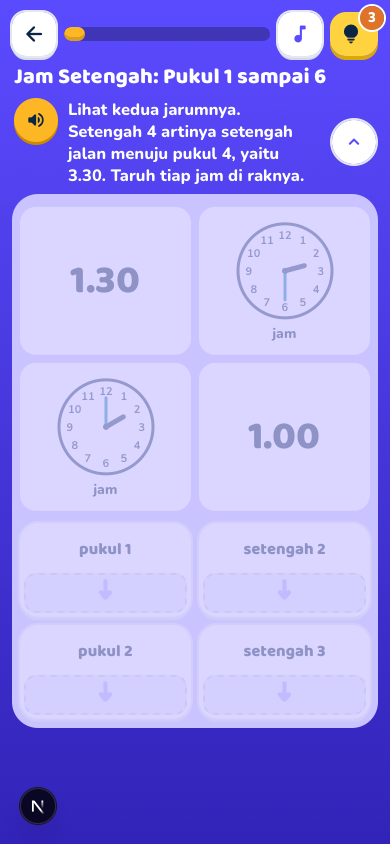 3
Jam Setengah: Pukul 1 sampai 6
Lihat kedua jarumnya.
Setengah 4 artinya setengah
jalan menuju pukul 4, yaitu
3.30. Taruh tiap jam di raknya.
1.30
12
11 1
10 2
9 3
8 4
7 5
6
jam
12
11 1
10 2
9 3
8 4
7 5
6
jam
1.00
pukul 1
setengah 2
pukul 2
setengah 3
N